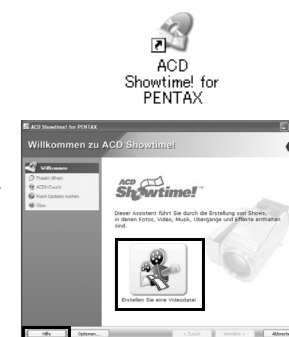 ACD
Showtime! for
PENTAX
ACD Showtime! for PENTAX
Willkommen zu ACD Showtime!
Willkommen
Projekt öffnen
ACDInTouch
Nach Updates suchen
ACD
Showtime!
Dieser Assistent führt Sie durch die Erstellung von Shows,
in denen Fotos, Video, Musik, Übergänge und Effekte enthalten
sind.
Erstellen Sie eine Videodatei
Hilfe
Optionen...
< Zurück
Vorwärts >
Abbrech